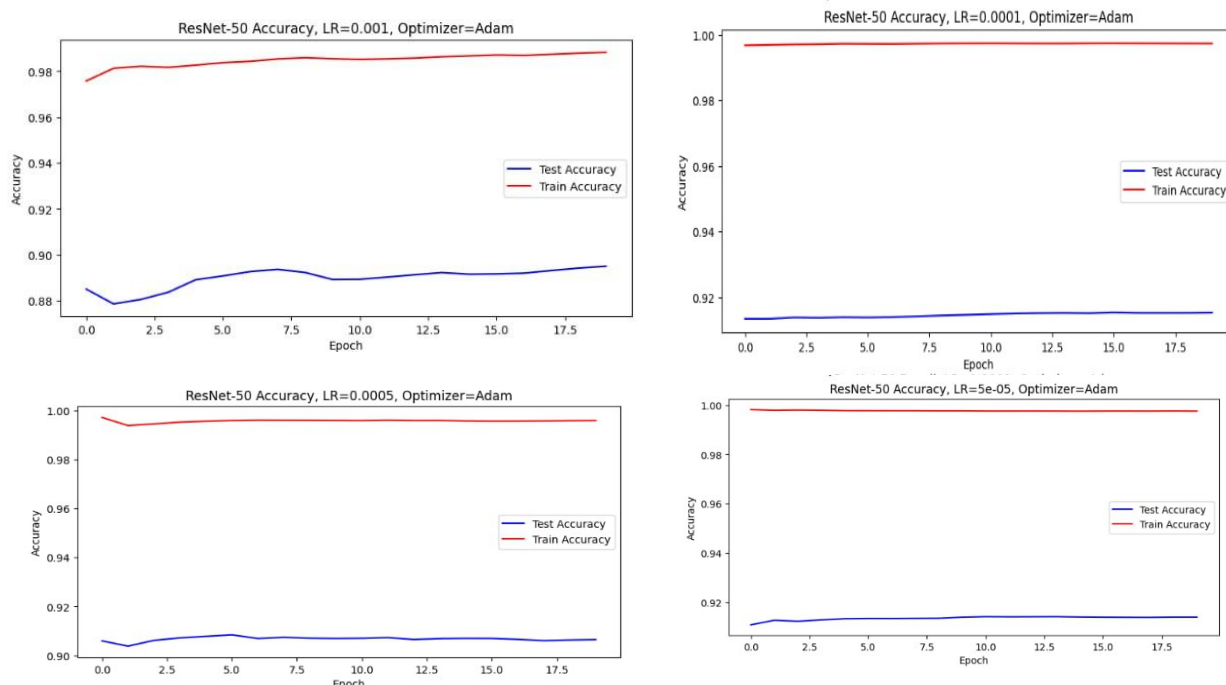 ResNet-50 Accuracy, LR=0.001, Optimizer=Adam
0.98
0.96
0.94
0.92
0.90
0.88
Accuracy
Test Accuracy
Train Accuracy
0.0 2.5 5.0 7.5 10.0 12.5 15.0 17.5
Epoch
ResNet-50 Accuracy, LR=0.0001, Optimizer=Adam
1.00
0.98
0.96
0.94
0.92
Accuracy
Test Accuracy
Train Accuracy
0.0 2.5 5.0 7.5 10.0 12.5 15.0 17.5
Epoch
ResNet-50 Accuracy, LR=0.0005, Optimizer=Adam
1.00
0.98
0.96
0.94
0.92
0.90
Accuracy
Test Accuracy
Train Accuracy
0.0 2.5 5.0 7.5 10.0 12.5 15.0 17.5
Epoch
ResNet-50 Accuracy, LR=5e-05, Optimizer=Adam
1.00
0.98
0.96
0.94
0.92
Accuracy
Test Accuracy
Train Accuracy
0.0 2.5 5.0 7.5 10.0 12.5 15.0 17.5
Epoch